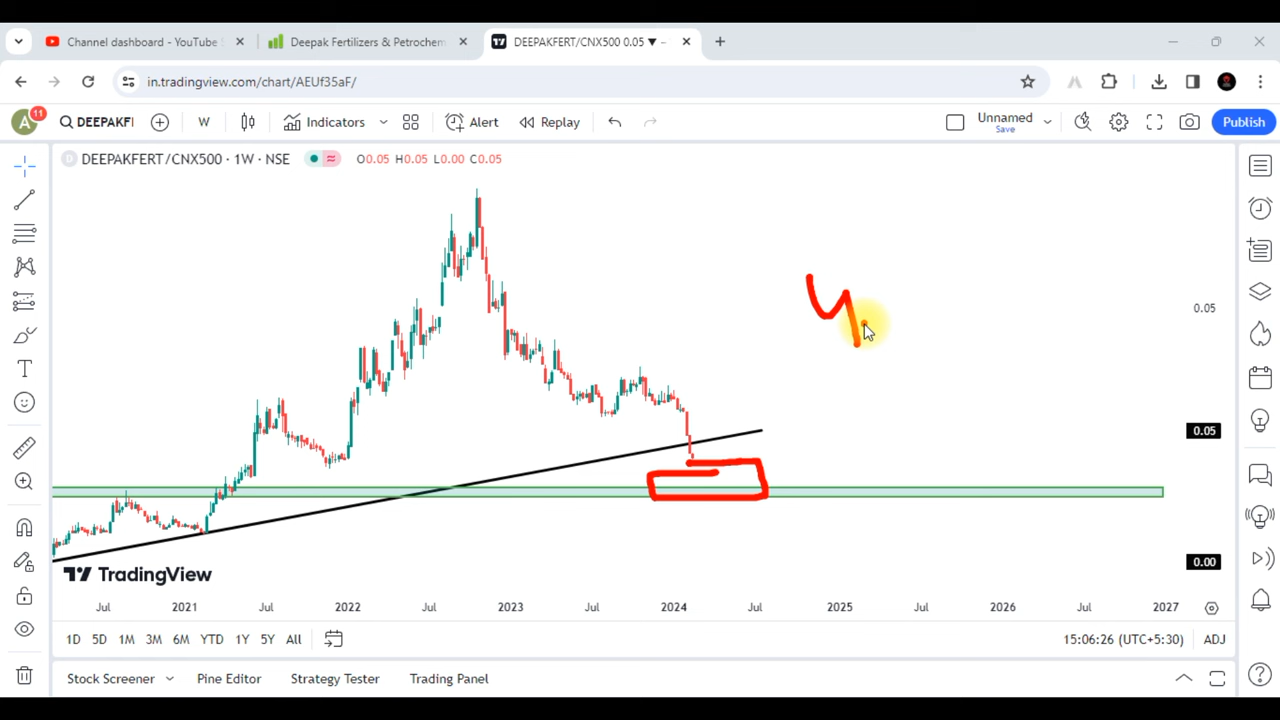 Channel dashboard - YouTube
Deepak Fertilizers & Petrochem
DEEPAKFERT/CNX500 0.05 ▼ –
in.tradingview.com/chart/AEUf35aF/
A
11
DEEPAKFI
W
Indicators
Alert
Replay
Unnamed
Save
Publish
DEEPAKFERT/CNX500 · 1W · NSE
D
O0.05 H0.05 L0.00 C0.05
0.05
0.05
0.00
TradingView
Jul 2021 Jul 2022 Jul 2023 Jul 2024 Jul 2025 Jul 2026 Jul 2027
1D 5D 1M 3M 6M YTD 1Y 5Y All
15:06:26 (UTC+5:30) ADJ
Stock Screener
Pine Editor
Strategy Tester
Trading Panel